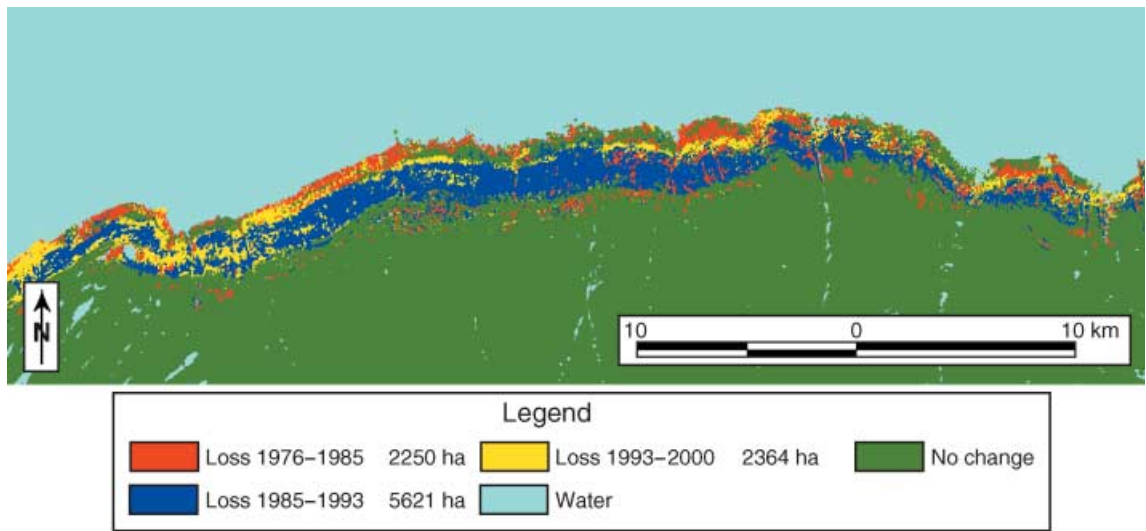 N
10 0 10 km
Legend
Loss 1976–1985 2250 ha
Loss 1993–2000 2364 ha
No change
Loss 1985–1993 5621 ha
Water